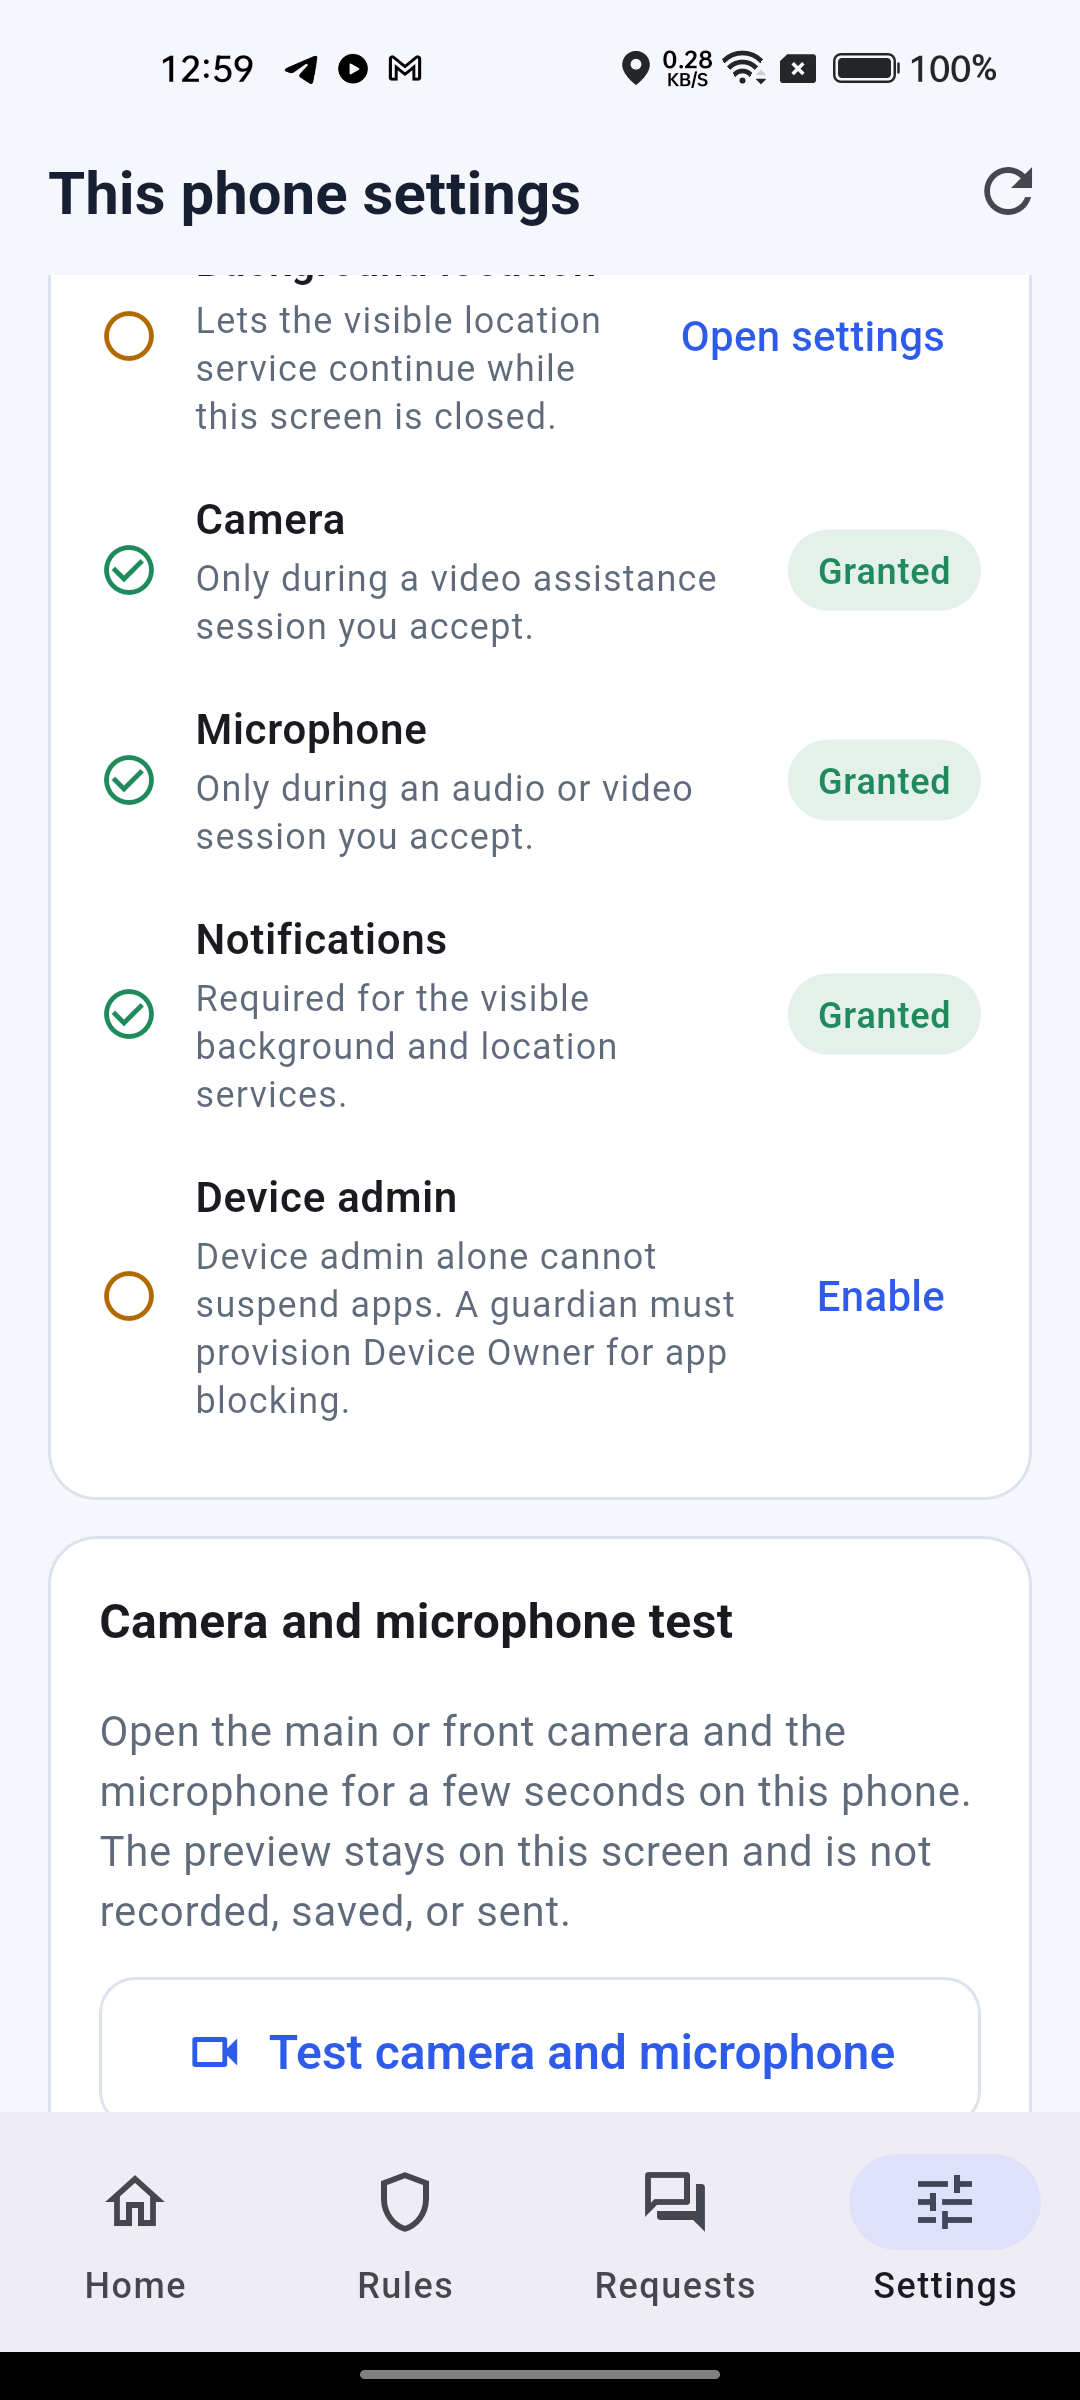 12:59
0.28
KB/S
100%
This phone settings
Background location
Lets the visible location
service continue while
this screen is closed.
Open settings
Camera
Only during a video assistance
session you accept.
Granted
Microphone
Only during an audio or video
session you accept.
Granted
Notifications
Required for the visible
background and location
services.
Granted
Device admin
Device admin alone cannot
suspend apps. A guardian must
provision Device Owner for app
blocking.
Enable
Camera and microphone test
Open the main or front camera and the
microphone for a few seconds on this phone.
The preview stays on this screen and is not
recorded, saved, or sent.
Test camera and microphone
Home
Rules
Requests
Settings